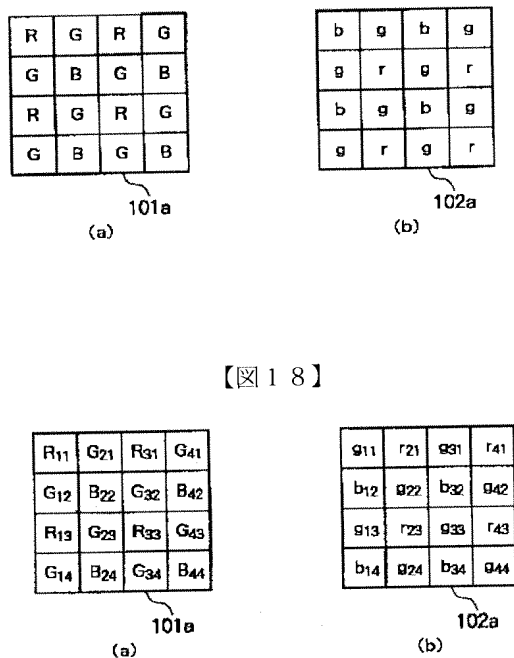 R G R G
G B G B
R G R G
G B G B
101a
(a)
b g b g
g r g r
b g b g
g r g r
102a
(b)
【図18】
R11 G21 R31 G41
G12 B22 G32 B42
R13 G23 R33 G43
G14 B24 G34 B44
101a
(a)
g11 r21 g31 r41
b12 g22 b32 g42
g13 r23 g33 r43
b14 g24 b34 g44
102a
(b)